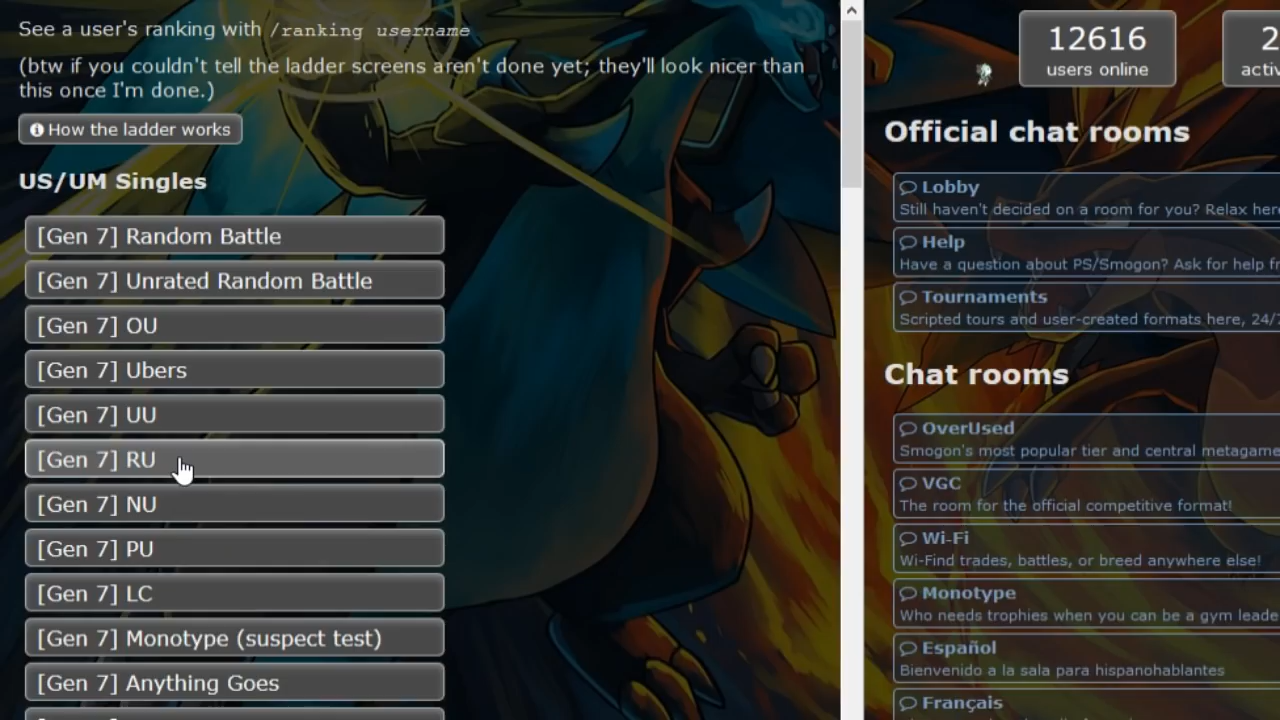 See a user's ranking with /ranking username
(btw if you couldn't tell the ladder screens aren't done yet; they'll look nicer than
this once I'm done.)
How the ladder works
US/UM Singles
[Gen 7] Random Battle
[Gen 7] Unrated Random Battle
[Gen 7] OU
[Gen 7] Ubers
[Gen 7] UU
[Gen 7] RU
[Gen 7] NU
[Gen 7] PU
[Gen 7] LC
[Gen 7] Monotype (suspect test)
[Gen 7] Anything Goes
12616
users online
2
activ
Official chat rooms
Lobby
Still haven't decided on a room for you? Relax here
Help
Have a question about PS/Smogon? Ask for help fr
Tournaments
Scripted tours and user-created formats here, 24/7
Chat rooms
OverUsed
Smogon's most popular tier and central metagame
VGC
The room for the official competitive format!
Wi-Fi
Wi-Find trades, battles, or breed anywhere else!
Monotype
Who needs trophies when you can be a gym leade
Español
Bienvenido a la sala para hispanohablantes
Français